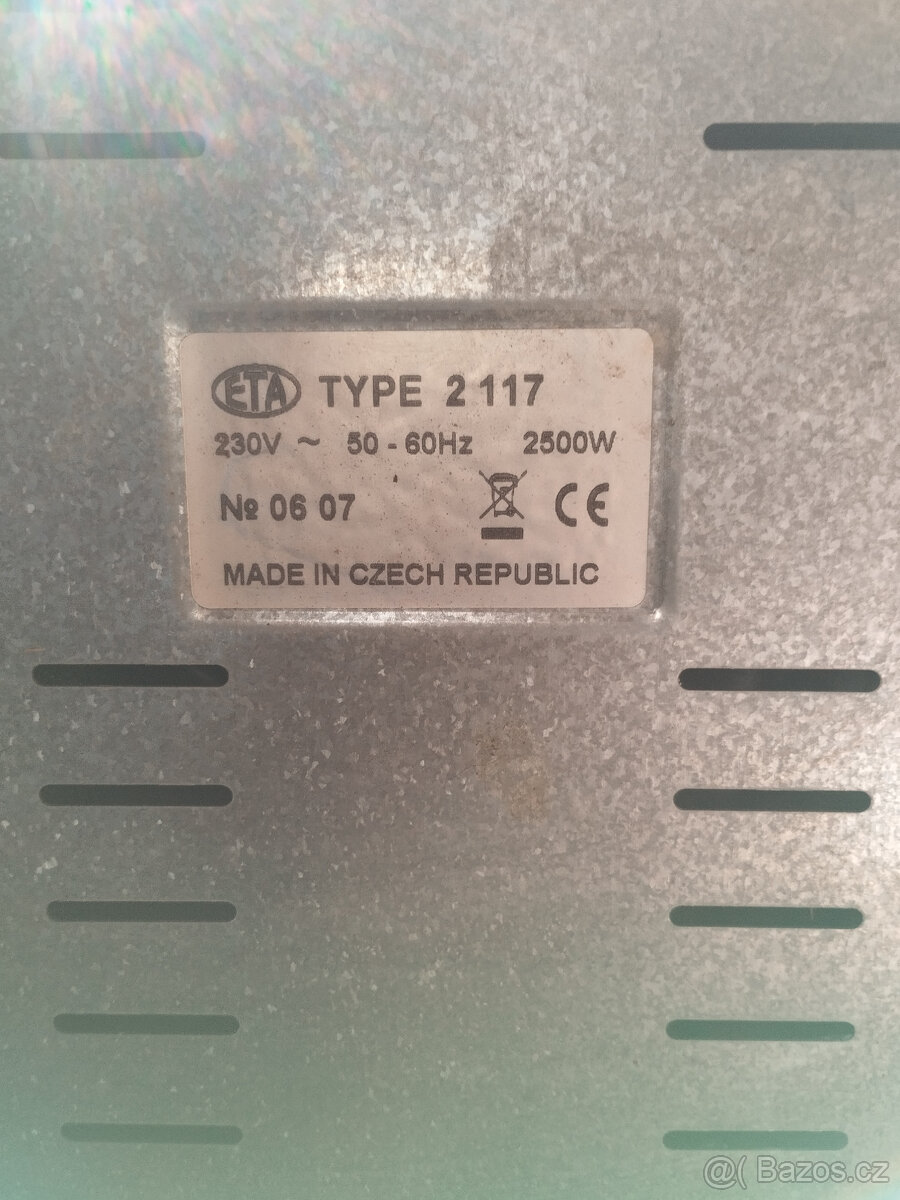 ETA TYPE 2 117
230V ~ 50 - 60Hz 2500W
№ 06 07 CE
MADE IN CZECH REPUBLIC
@( Bazos.cz